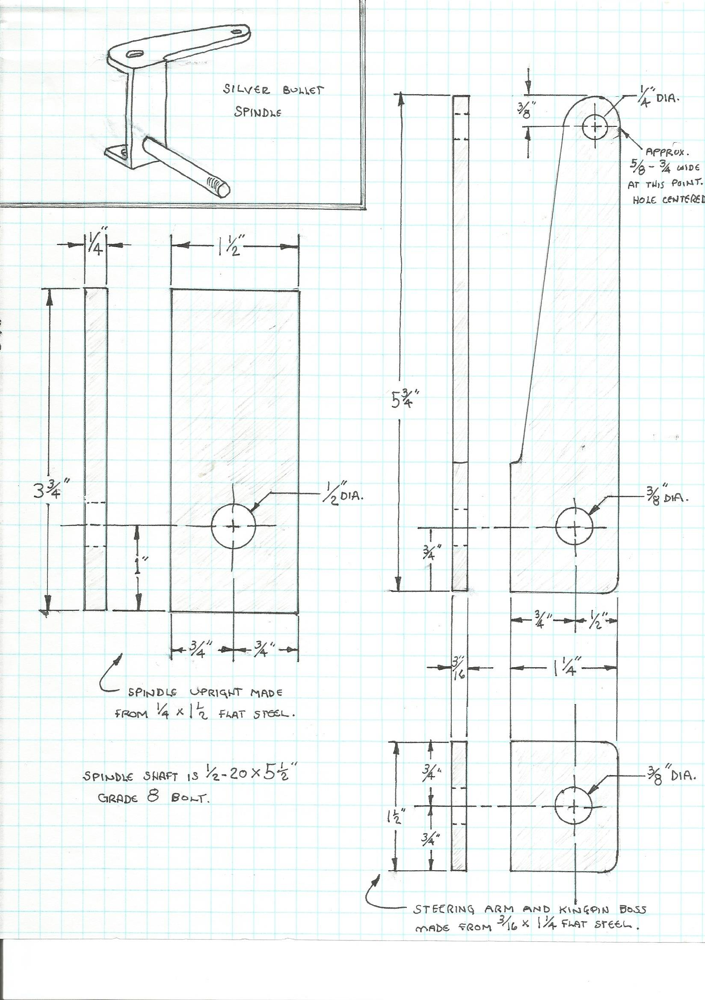 SILVER BULLET
SPINDLE
1/4"
1 1/2"
3 3/4"
1"
1/2" DIA.
3/4"
3/4"
SPINDLE UPRIGHT MADE
FROM 1/4 x 1 1/2 FLAT STEEL.
SPINDLE SHAFT IS 1/2-20 x 5 1/2"
GRADE 8 BOLT.
3/8"
1/4" DIA.
APPROX.
5/8 - 3/4 WIDE
AT THIS POINT.
HOLE CENTERED
5 3/4"
3/8" DIA.
3/4"
3/4"
1/2"
3/16"
1 1/4"
3/4"
3/8" DIA.
1 1/2"
3/4"
STEERING ARM AND KINGPIN BOSS
MADE FROM 3/16 x 1 1/4 FLAT STEEL.